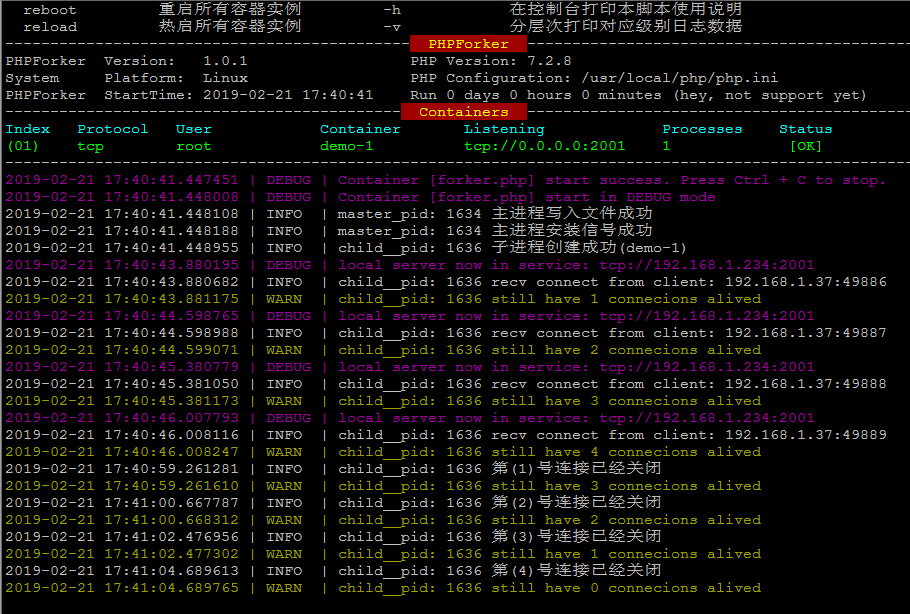 reboot 重启所有容器实例 -h 在控制台打印本脚本使用说明
reload 热启所有容器实例 -v 分层次打印对应级别日志数据
PHPForker
PHPForker Version: 1.0.1 PHP Version: 7.2.8
System Platform: Linux PHP Configuration: /usr/local/php/php.ini
PHPForker StartTime: 2019-02-21 17:40:41 Run 0 days 0 hours 0 minutes (hey, not support yet)
Containers
Index Protocol User Container Listening Processes Status
(01) tcp root demo-1 tcp://0.0.0.0:2001 1 [OK]
2019-02-21 17:40:41.447451 | DEBUG | Container [forker.php] start success. Press Ctrl + C to stop.
2019-02-21 17:40:41.448008 | DEBUG | Container [forker.php] start in DEBUG mode
2019-02-21 17:40:41.448108 | INFO | master_pid: 1634 主进程写入文件成功
2019-02-21 17:40:41.448188 | INFO | master_pid: 1634 主进程安装信号成功
2019-02-21 17:40:41.448955 | INFO | child__pid: 1636 子进程创建成功(demo-1)
2019-02-21 17:40:43.880195 | DEBUG | local server now in service: tcp://192.168.1.234:2001
2019-02-21 17:40:43.880682 | INFO | child__pid: 1636 recv connect from client: 192.168.1.37:49886
2019-02-21 17:40:43.881175 | WARN | child__pid: 1636 still have 1 connecions alived
2019-02-21 17:40:44.598765 | DEBUG | local server now in service: tcp://192.168.1.234:2001
2019-02-21 17:40:44.598988 | INFO | child__pid: 1636 recv connect from client: 192.168.1.37:49887
2019-02-21 17:40:44.599071 | WARN | child__pid: 1636 still have 2 connecions alived
2019-02-21 17:40:45.380779 | DEBUG | local server now in service: tcp://192.168.1.234:2001
2019-02-21 17:40:45.381050 | INFO | child__pid: 1636 recv connect from client: 192.168.1.37:49888
2019-02-21 17:40:45.381173 | WARN | child__pid: 1636 still have 3 connecions alived
2019-02-21 17:40:46.007793 | DEBUG | local server now in service: tcp://192.168.1.234:2001
2019-02-21 17:40:46.008116 | INFO | child__pid: 1636 recv connect from client: 192.168.1.37:49889
2019-02-21 17:40:46.008247 | WARN | child__pid: 1636 still have 4 connecions alived
2019-02-21 17:40:59.261281 | INFO | child__pid: 1636 第(1)号连接已经关闭
2019-02-21 17:40:59.261610 | WARN | child__pid: 1636 still have 3 connecions alived
2019-02-21 17:41:00.667787 | INFO | child__pid: 1636 第(2)号连接已经关闭
2019-02-21 17:41:00.668312 | WARN | child__pid: 1636 still have 2 connecions alived
2019-02-21 17:41:02.476956 | INFO | child__pid: 1636 第(3)号连接已经关闭
2019-02-21 17:41:02.477302 | WARN | child__pid: 1636 still have 1 connecions alived
2019-02-21 17:41:04.689613 | INFO | child__pid: 1636 第(4)号连接已经关闭
2019-02-21 17:41:04.689765 | WARN | child__pid: 1636 still have 0 connecions alived